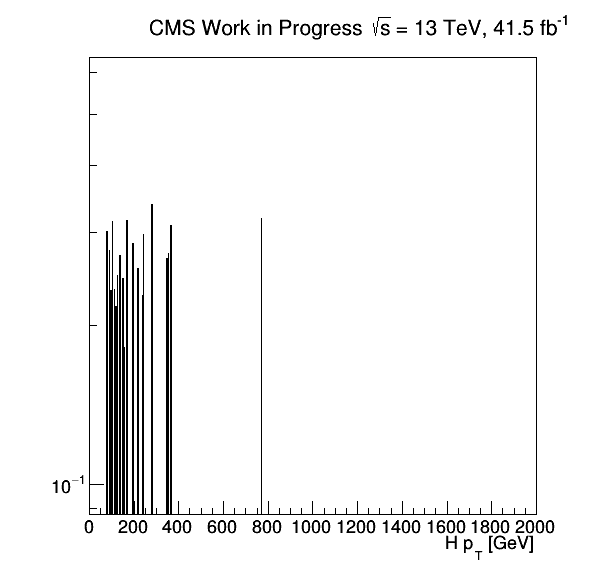 CMS Work in Progress √s = 13 TeV, 41.5 fb⁻¹
10⁻¹
0 200 400 600 800 1000 1200 1400 1600 1800 2000
H p_T [GeV]